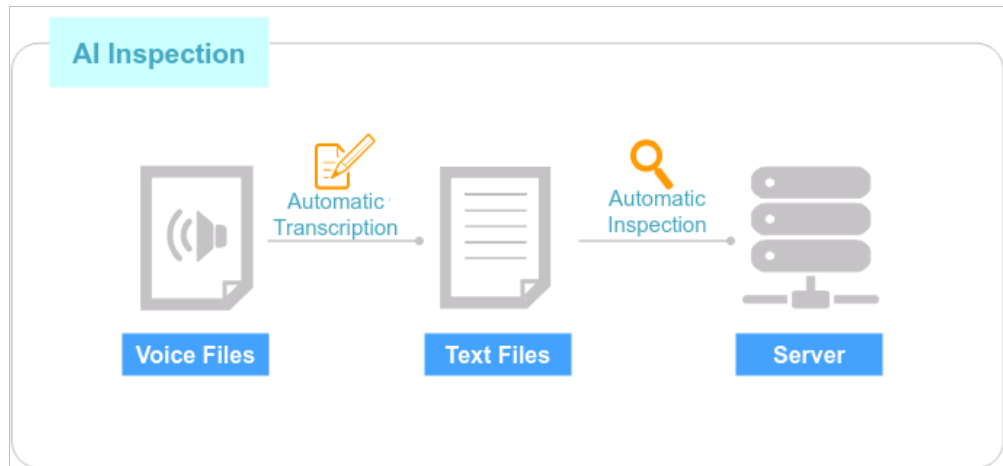 AI Inspection
Automatic
Transcription
Automatic
Inspection
Voice Files
Text Files
Server